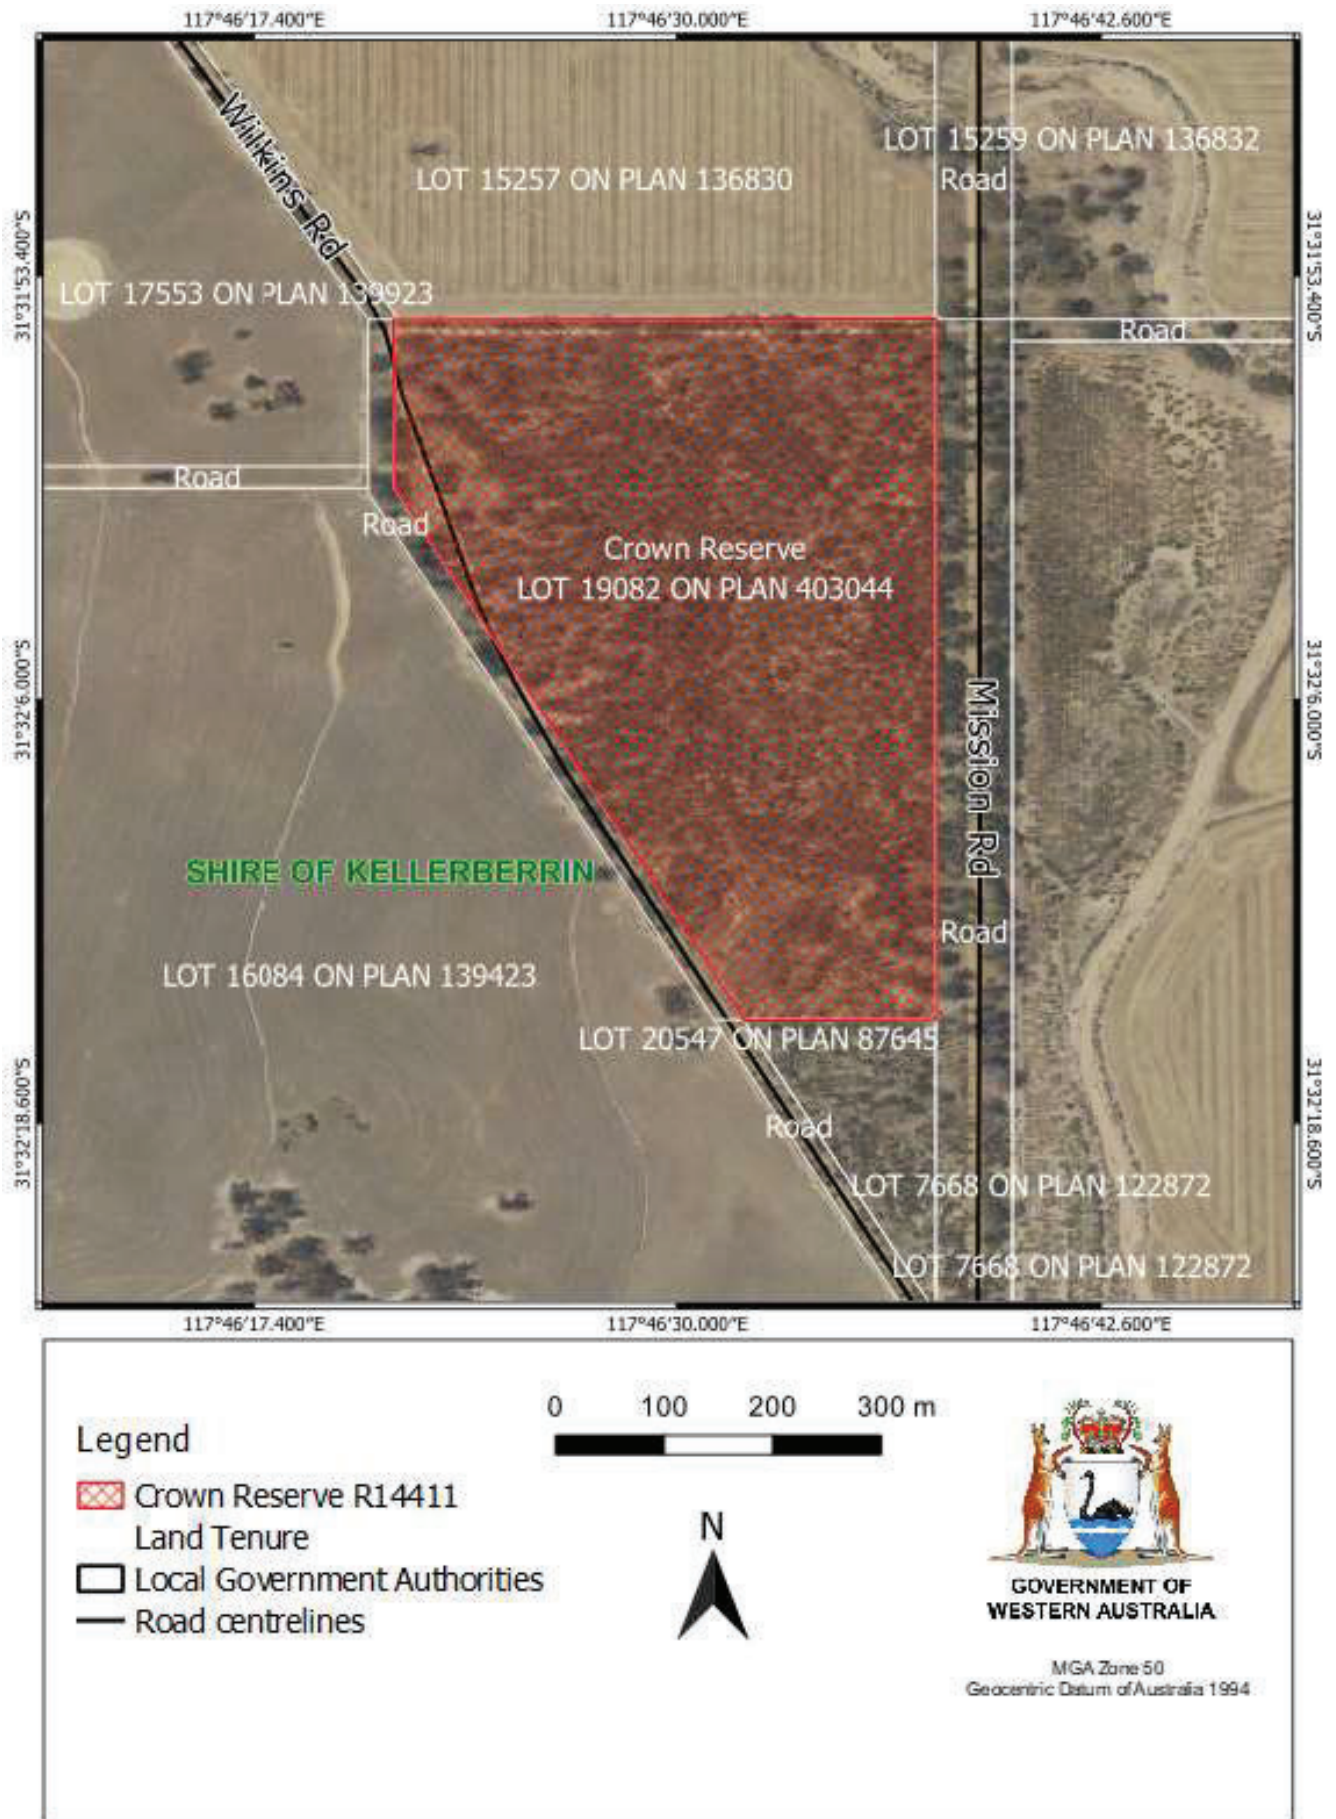 117°46'17.400"E 117°46'30.000"E 117°46'42.600"E
Wilkins Rd
LOT 15259 ON PLAN 136832
LOT 15257 ON PLAN 136830
Road
31°31'53.400"S
31°31'53.400"S
LOT 17553 ON PLAN 139923
Road
Road
Road
Crown Reserve
LOT 19082 ON PLAN 403044
31°32'6.000"S
31°32'6.000"S
Mission Rd
SHIRE OF KELLERBERRIN
Road
LOT 16084 ON PLAN 139423
LOT 20547 ON PLAN 87645
31°32'18.600"S
31°32'18.600"S
Road
LOT 7668 ON PLAN 122872
LOT 7668 ON PLAN 122872
117°46'17.400"E 117°46'30.000"E 117°46'42.600"E
0 100 200 300 m
Legend
Crown Reserve R14411
Land Tenure
Local Government Authorities
Road centrelines
N
GOVERNMENT OF
WESTERN AUSTRALIA
MGA Zone 50
Geocentric Datum of Australia 1994